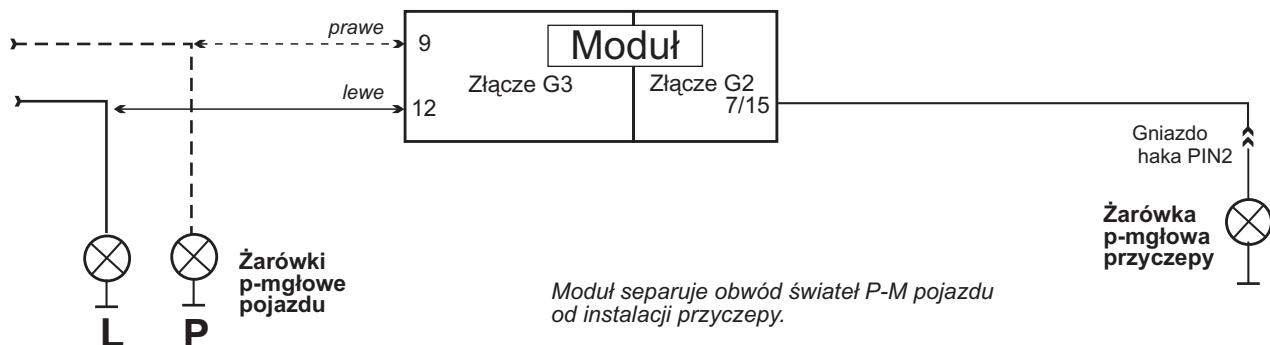 prawe
9
Moduł
Złącze G3
Złącze G2
lewe
12
7/15
Gniazdo
haka PIN2
Żarówka
p-mgłowa
przyczepy
Żarówki
p-mgłowe
pojazdu
Moduł separuje obwód świateł P-M pojazdu
od instalacji przyczepy.
L
P